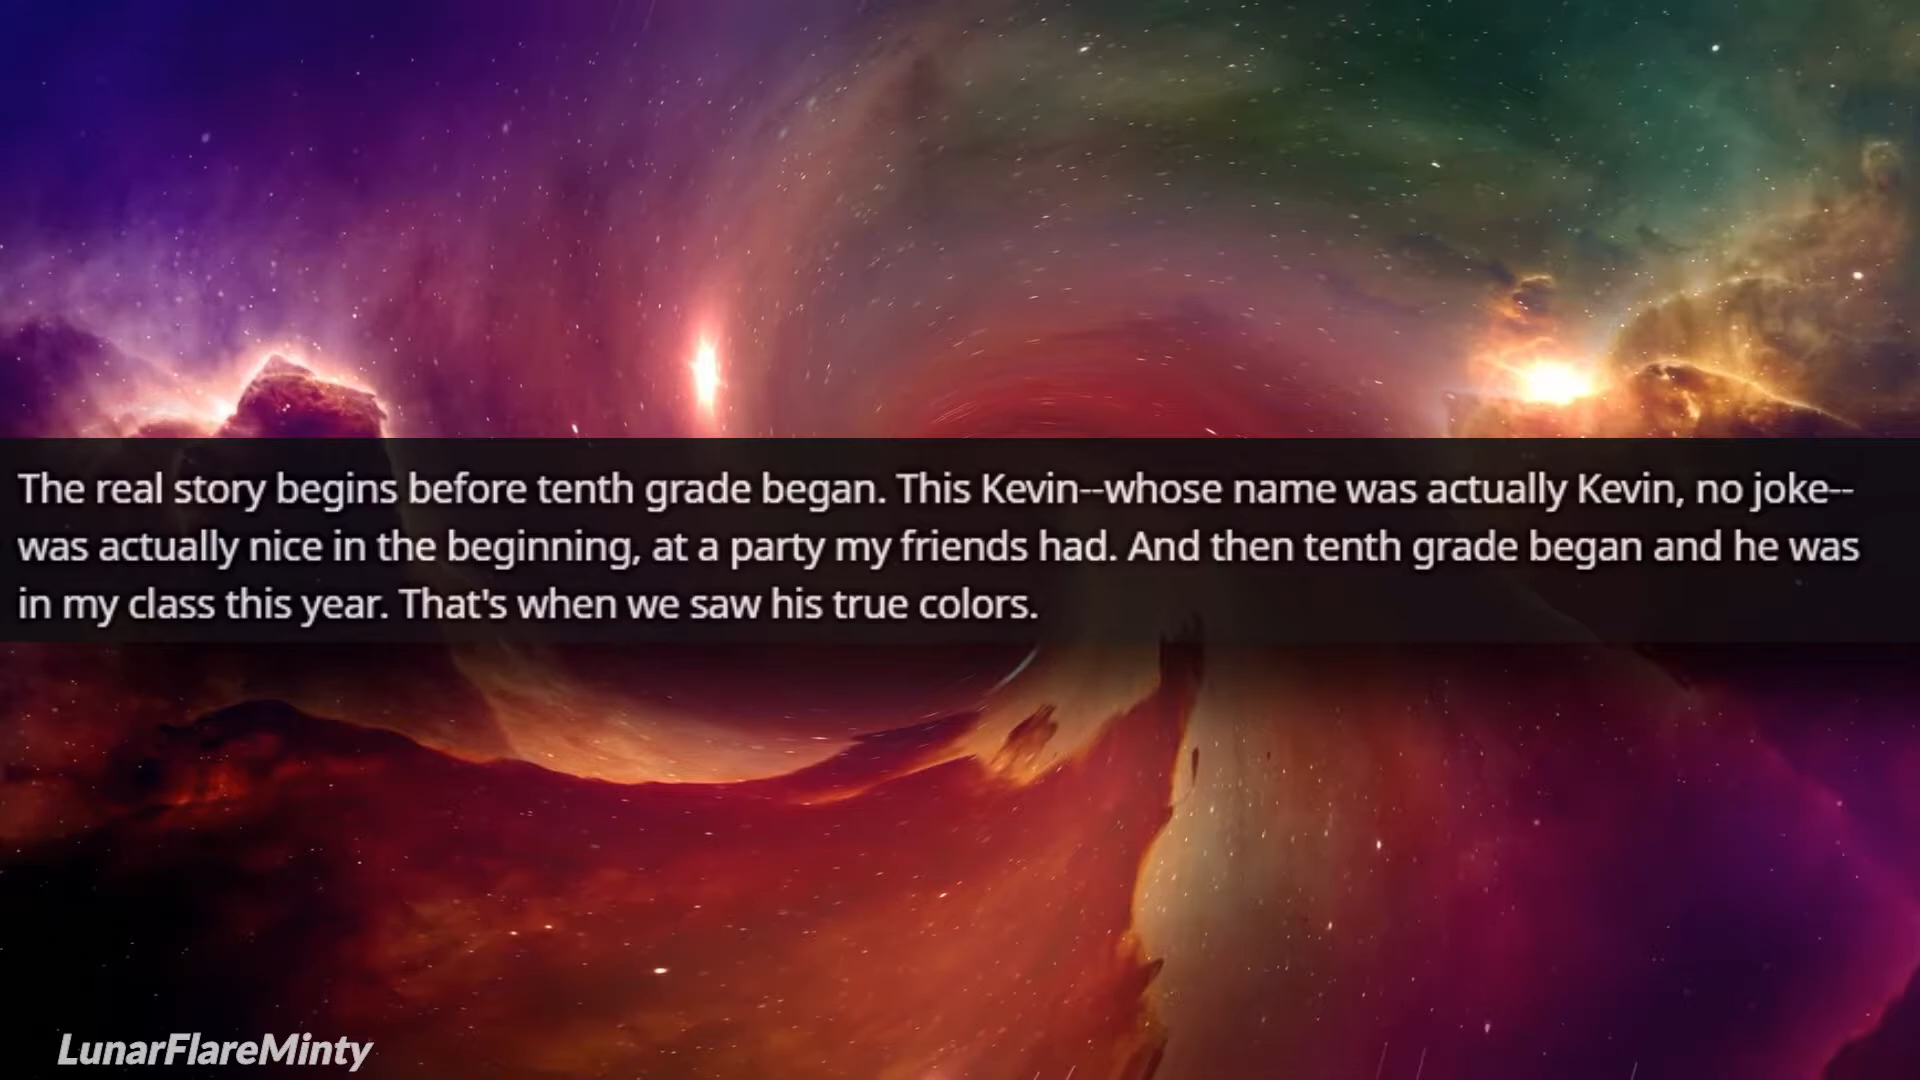 The real story begins before tenth grade began. This Kevin--whose name was actually Kevin, no joke--
was actually nice in the beginning, at a party my friends had. And then tenth grade began and he was
in my class this year. That's when we saw his true colors.
LunarFlareMinty